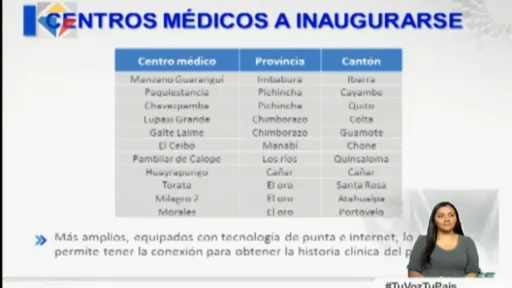 CENTROS MÉDICOS A INAUGURARSE
Centro médico Provincia Cantón
Manzano Guarangui Imbabura Ibarra
Paquiestancia Pichincha Cayambe
Chavezpamba Pichincha Quito
Lupaxi Grande Chimborazo Colta
Gaite Laime Chimborazo Guamote
El Ceibo Manabí Chone
Pambilar de Calope Los ríos Quinsaloma
Huayrapungo Cañar Cañar
Torata El oro Santa Rosa
Milagro 2 El oro Atahualpa
Morales El oro Portovelo
Más amplios, equipados con tecnología de punta e internet, lo
permite tener la conexión para obtener la historia clínica del
#TuVozTuPais